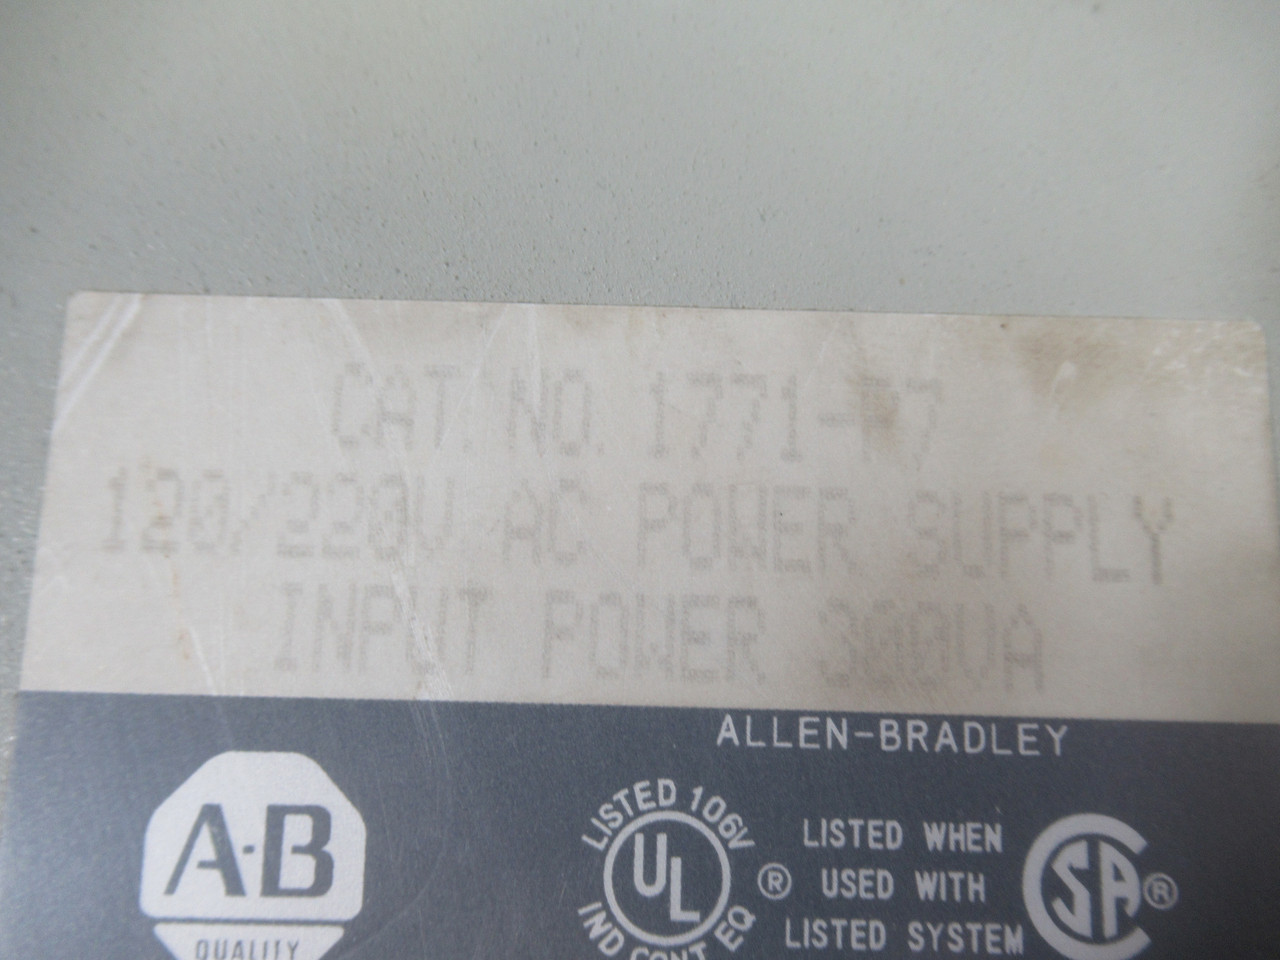 CAT. NO. 1771-P7
120/220V AC POWER SUPPLY
INPUT POWER 300VA
ALLEN-BRADLEY
A-B
QUALITY
LISTED 106V
UL
IND CONT EQ
®
LISTED WHEN
USED WITH
LISTED SYSTEM
SA ®